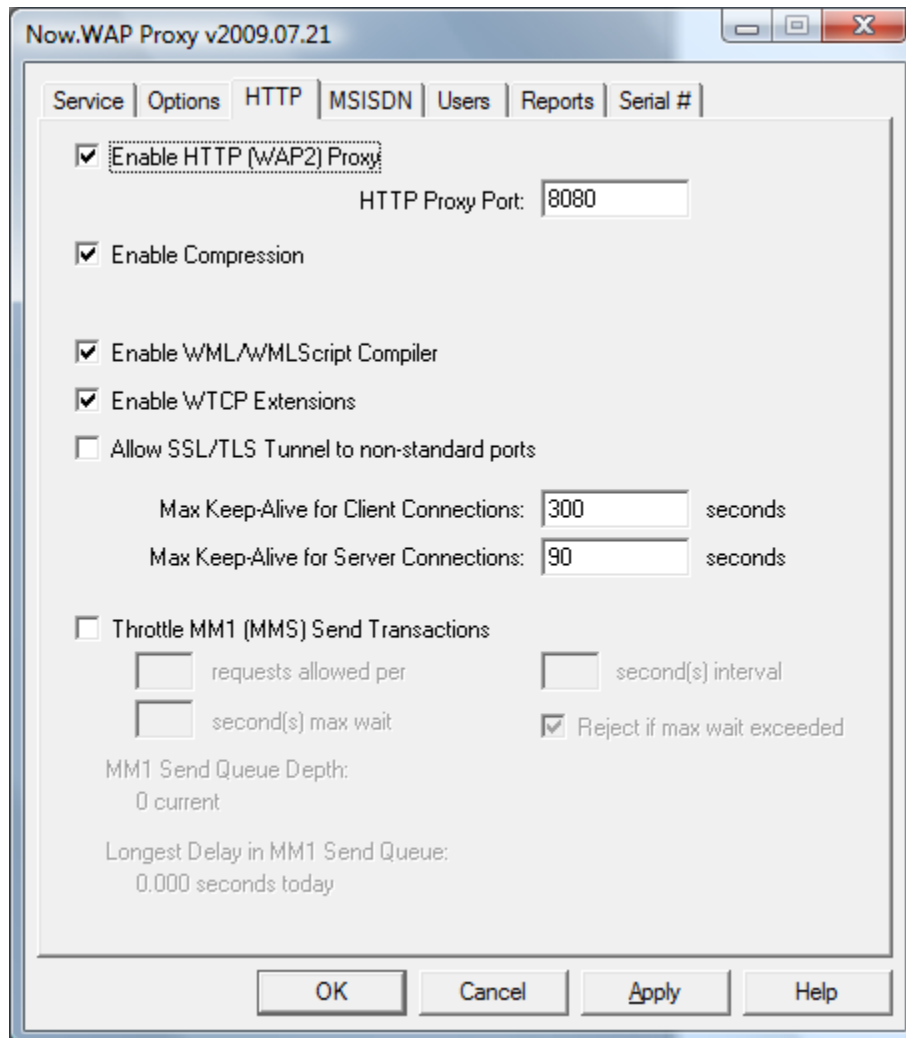 Now.WAP Proxy v2009.07.21
Service Options HTTP MSISDN Users Reports Serial #
Enable HTTP (WAP2) Proxy
HTTP Proxy Port: 8080
Enable Compression
Enable WML/WMLScript Compiler
Enable WTCP Extensions
Allow SSL/TLS Tunnel to non-standard ports
Max Keep-Alive for Client Connections: 300 seconds
Max Keep-Alive for Server Connections: 90 seconds
Throttle MM1 (MMS) Send Transactions
requests allowed per second(s) interval
second(s) max wait Reject if max wait exceeded
MM1 Send Queue Depth:
0 current
Longest Delay in MM1 Send Queue:
0.000 seconds today
OK Cancel Apply Help